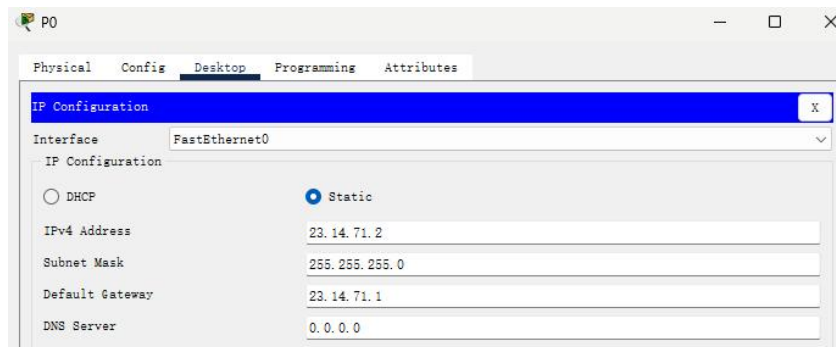 P0
Physical Config Desktop Programming Attributes
IP Configuration X
Interface FastEthernet0
IP Configuration
DHCP Static
IPv4 Address 23.14.71.2
Subnet Mask 255.255.255.0
Default Gateway 23.14.71.1
DNS Server 0.0.0.0